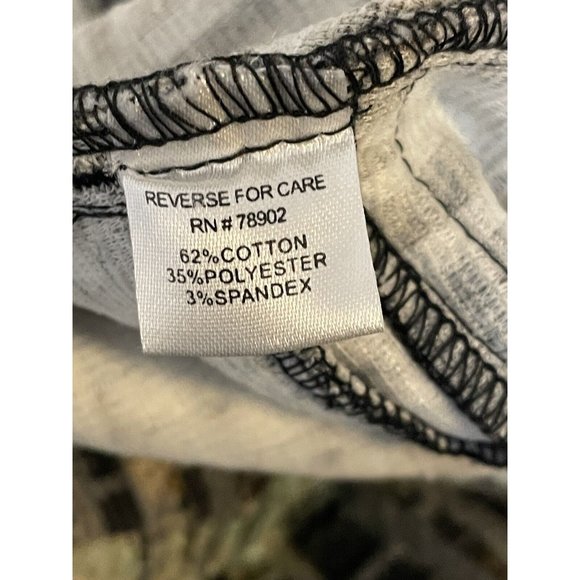 REVERSE FOR CARE
RN # 78902
62%COTTON
35%POLYESTER
3%SPANDEX